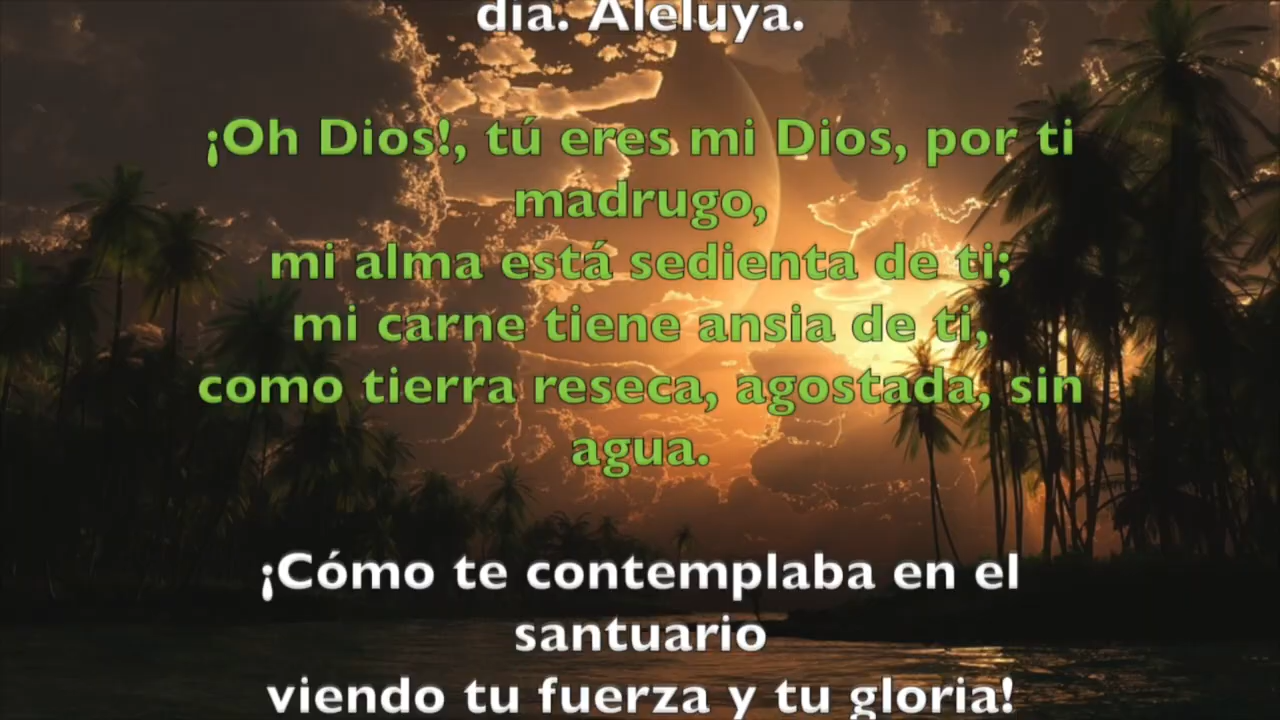 día. Aleluya.
¡Oh Dios!, tú eres mi Dios, por ti
madrugo,
mi alma está sedienta de ti;
mi carne tiene ansia de ti,
como tierra reseca, agostada, sin
agua.
¡Cómo te contemplaba en el
santuario
viendo tu fuerza y tu gloria!